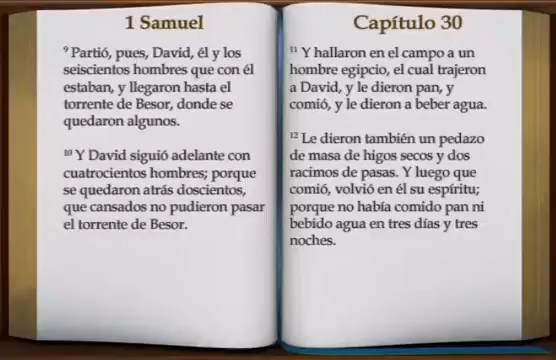 1 Samuel
⁹ Partió, pues, David, él y los
seiscientos hombres que con él
estaban, y llegaron hasta el
torrente de Besor, donde se
quedaron algunos.
¹⁰ Y David siguió adelante con
cuatrocientos hombres; porque
se quedaron atrás doscientos,
que cansados no pudieron pasar
el torrente de Besor.
Capítulo 30
¹¹ Y hallaron en el campo a un
hombre egipcio, el cual trajeron
a David, y le dieron pan, y
comió, y le dieron a beber agua.
¹² Le dieron también un pedazo
de masa de higos secos y dos
racimos de pasas. Y luego que
comió, volvió en él su espíritu;
porque no había comido pan ni
bebido agua en tres días y tres
noches.